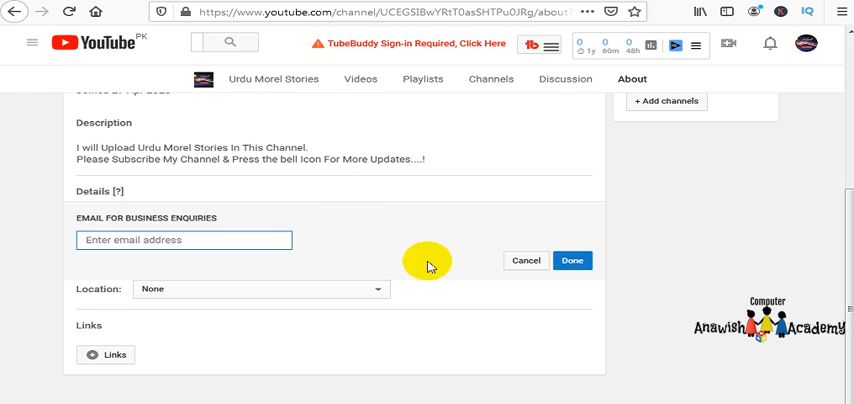 https://www.youtube.com/channel/UCEGSIBwYRtT0asSHTPu0JRg/about
IQ
YouTube PK
TubeBuddy Sign-in Required, Click Here
tb
0 0 0
1y 60m 48h
Urdu Morel Stories Videos Playlists Channels Discussion About
+ Add channels
Description
I will Upload Urdu Morel Stories In This Channel.
Please Subscribe My Channel & Press the bell Icon For More Updates....!
Details [?]
EMAIL FOR BUSINESS ENQUIRIES
Enter email address
Cancel Done
Location: None
Links
Links
Computer
Anawish Academy